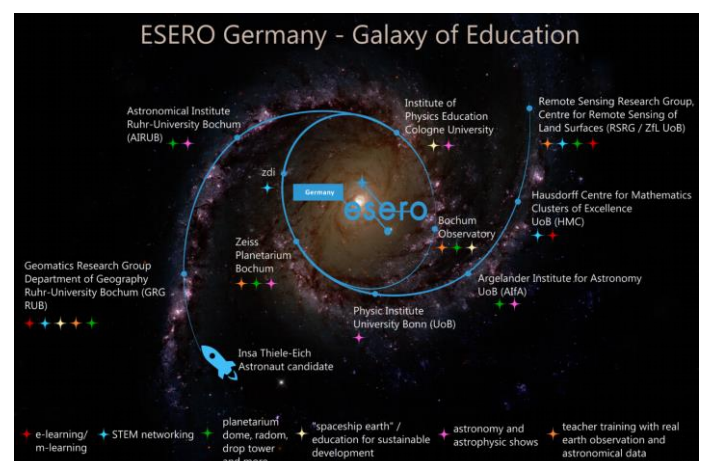 ESERO Germany - Galaxy of Education
Astronomical Institute
Ruhr-University Bochum
(AIRUB)
Institute of
Physics Education
Cologne University
Remote Sensing Research Group,
Centre for Remote Sensing of
Land Surfaces (RSRG / ZfL UoB)
zdi
Germany
esero
Hausdorff Centre for Mathematics
Clusters of Excellence
UoB (HMC)
Bochum
Observatory
Zeiss
Planetarium
Bochum
Geomatics Research Group
Department of Geography
Ruhr-University Bochum (GRG
RUB)
Argelander Institute for Astronomy
UoB (AIfA)
Physic Institute
University Bonn (UoB)
Insa Thiele-Eich
Astronaut candidate
e-learning/
m-learning
STEM networking
planetarium
dome, radom,
drop tower
and more
"spaceship earth" /
education for sustainable
development
astronomy and
astrophysic shows
teacher training with real
earth observation and
astronomical data